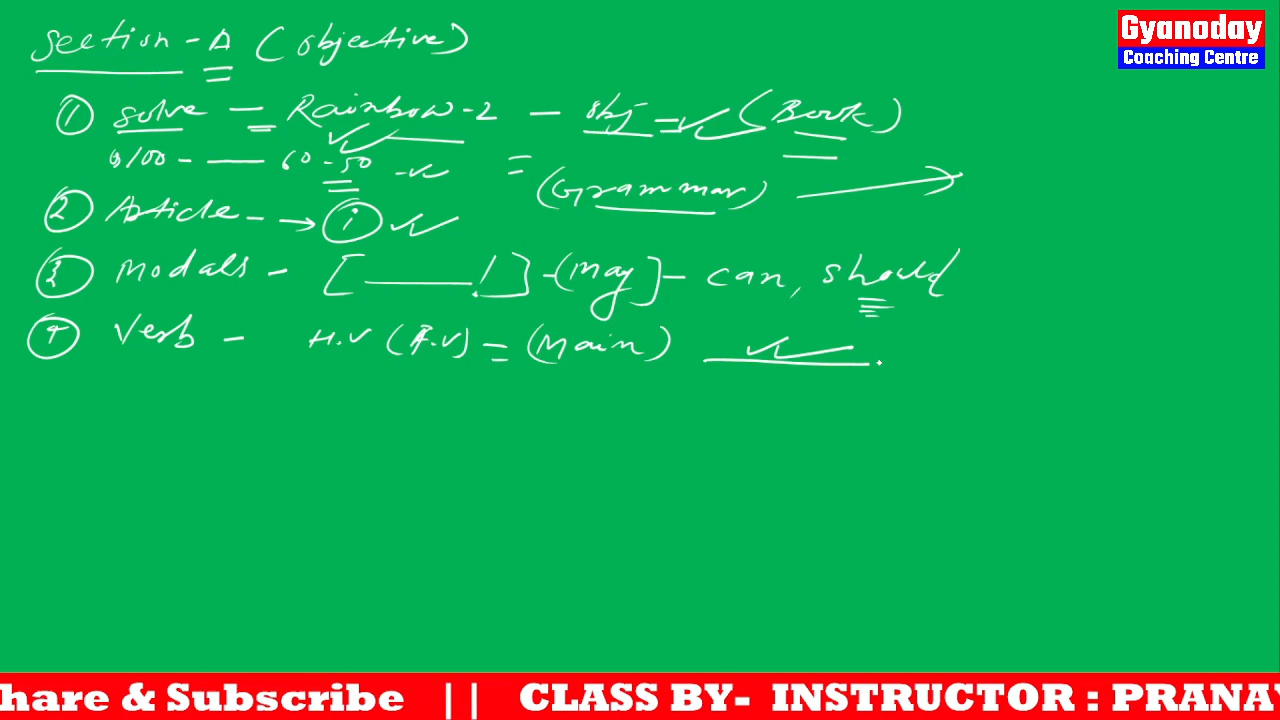 Section - A (Objective)
Gyanoday
Coaching Centre
① Solve — Rainbow-2 — Obj = (Book)
100 - — 60 - 50 =
(Grammar)
② Article - → ① 
③ Modals - [ ! ] - (May] - can, should
④ Verb - H.V (A.V) = (Main)
hare & Subscribe || CLASS BY- INSTRUCTOR : PRANA